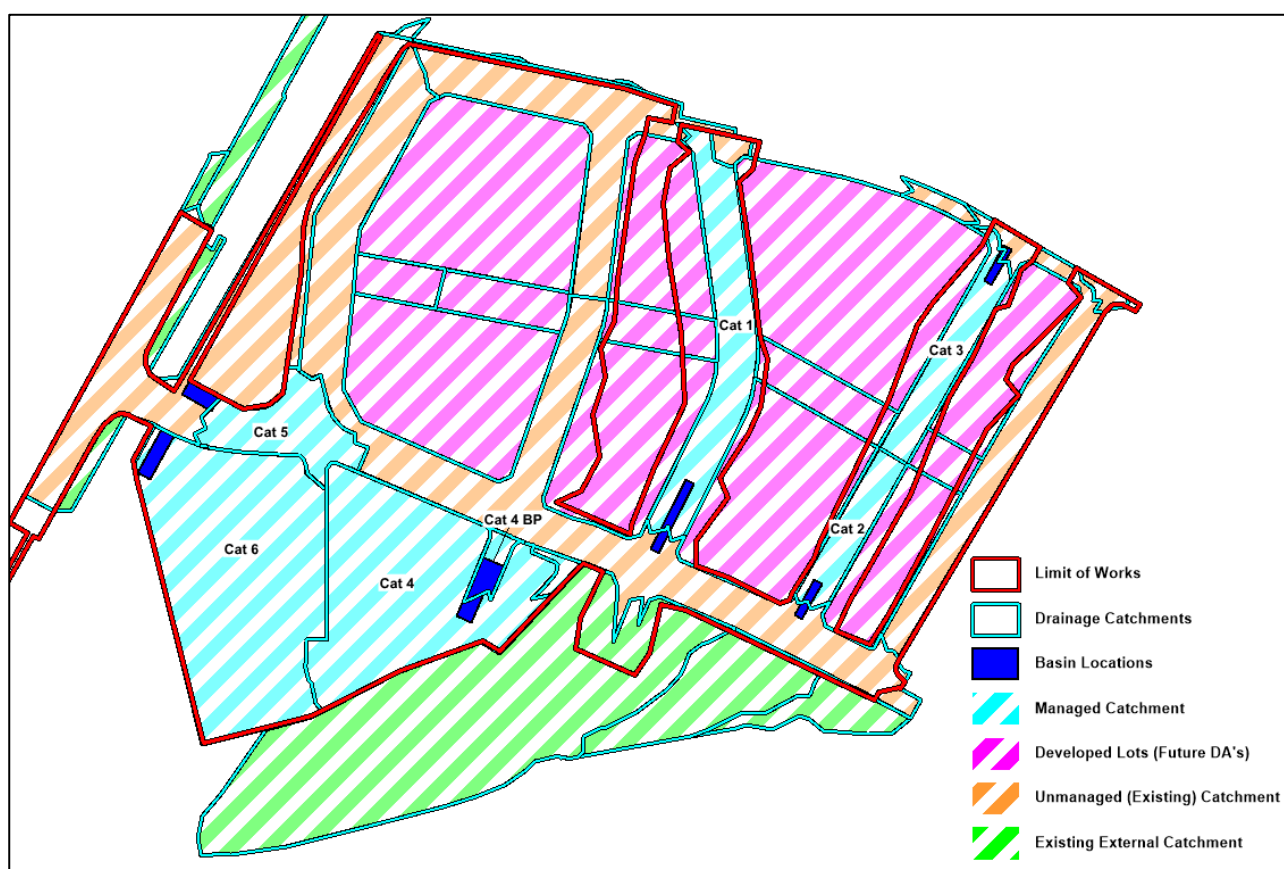 Cat 1
Cat 3
Cat 5
Cat 4 BP
Cat 2
Cat 6
Cat 4
Limit of Works
Drainage Catchments
Basin Locations
Managed Catchment
Developed Lots (Future DA's)
Unmanaged (Existing) Catchment
Existing External Catchment